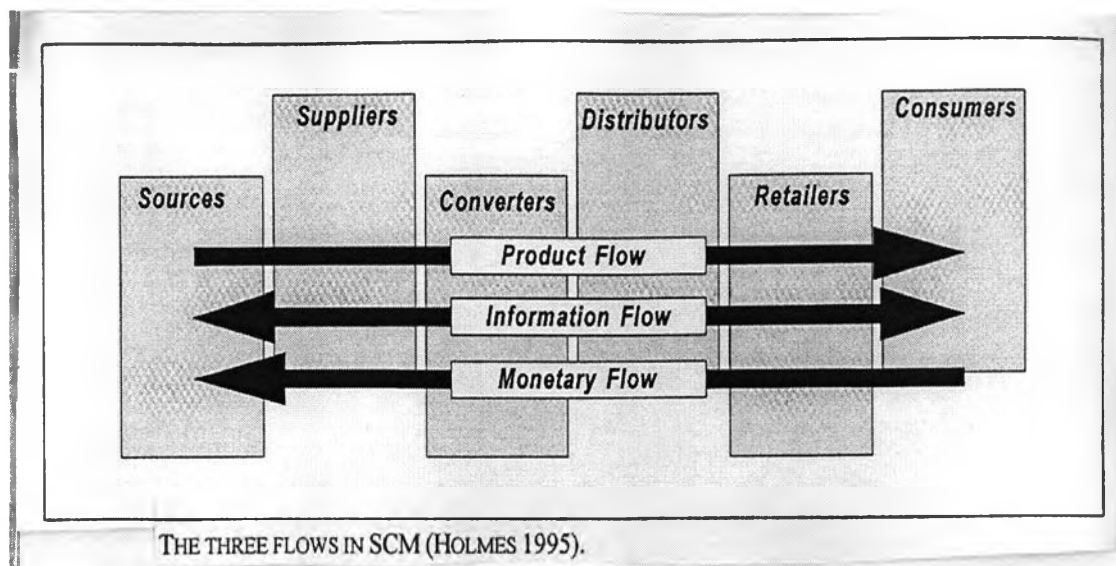 Suppliers
Distributors
Consumers
Sources
Converters
Retailers
Product Flow
Information Flow
Monetary Flow
THE THREE FLOWS IN SCM (HOLMES 1995).